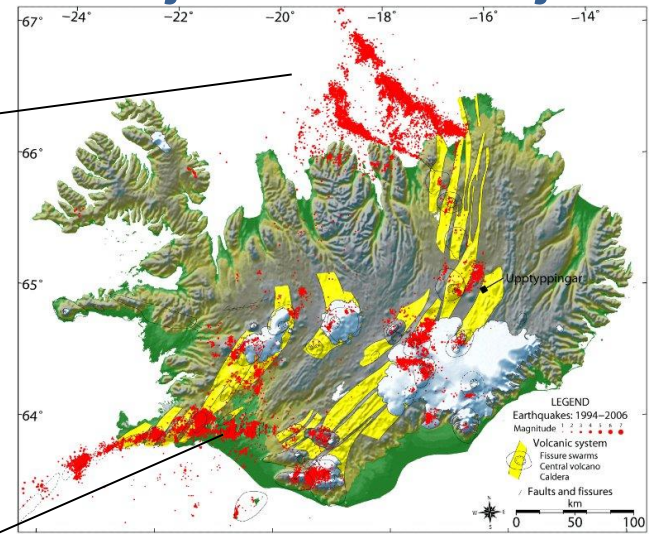 −24° −22° −20° −18° −16° −14°
67°
66°
65°
64°
Upptyppingar
LEGEND
Earthquakes: 1994−2006
Magnitude 1 2 3 4 5 6 7
Volcanic system
Fissure swarms
Central volcano
Caldera
Faults and fissures
km
0 50 100
N
W E
S